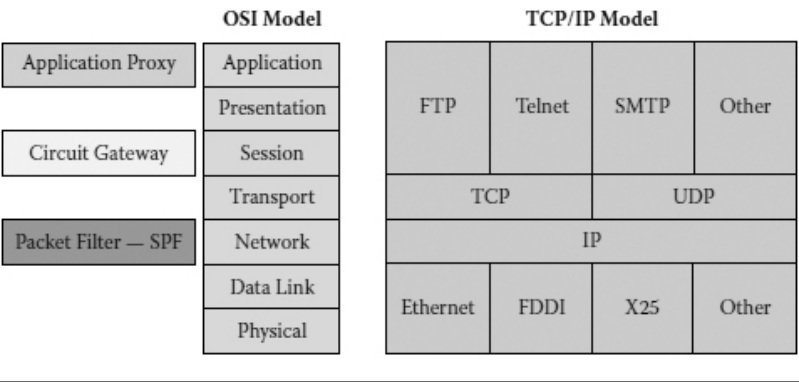 OSI Model
TCP/IP Model
Application Proxy
Application
Presentation
Circuit Gateway
Session
Transport
Packet Filter — SPF
Network
Data Link
Physical
FTP
Telnet
SMTP
Other
TCP
UDP
IP
Ethernet
FDDI
X25
Other